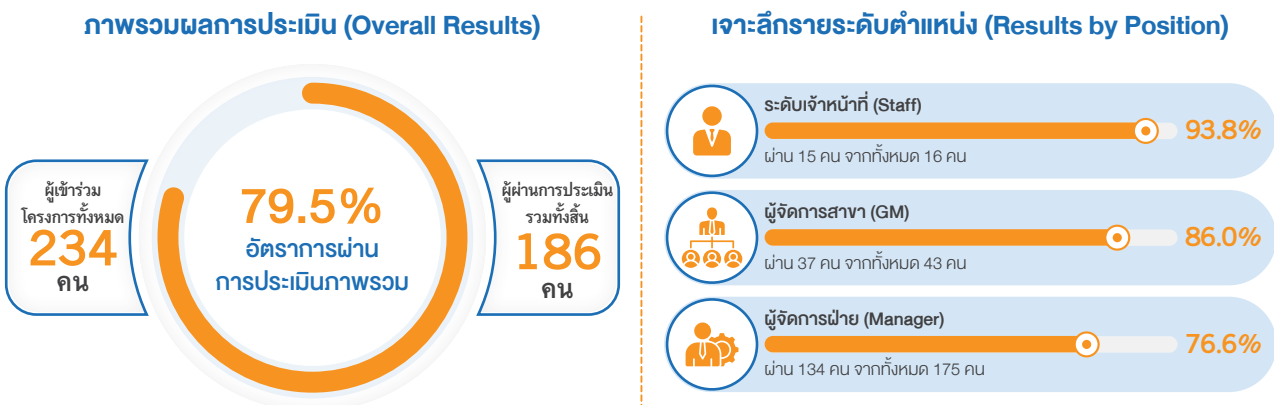 ภาพรวมผลการประเมิน (Overall Results)
ผู้เข้าร่วม
โครงการทั้งหมด
234
คน
79.5%
อัตราการผ่าน
การประเมินภาพรวม
ผู้ผ่านการประเมิน
รวมทั้งสิ้น
186
คน
เจาะลึกรายระดับตำแหน่ง (Results by Position)
ระดับเจ้าหน้าที่ (Staff)
93.8%
ผ่าน 15 คน จากทั้งหมด 16 คน
ผู้จัดการสาขา (GM)
86.0%
ผ่าน 37 คน จากทั้งหมด 43 คน
ผู้จัดการฝ่าย (Manager)
76.6%
ผ่าน 134 คน จากทั้งหมด 175 คน